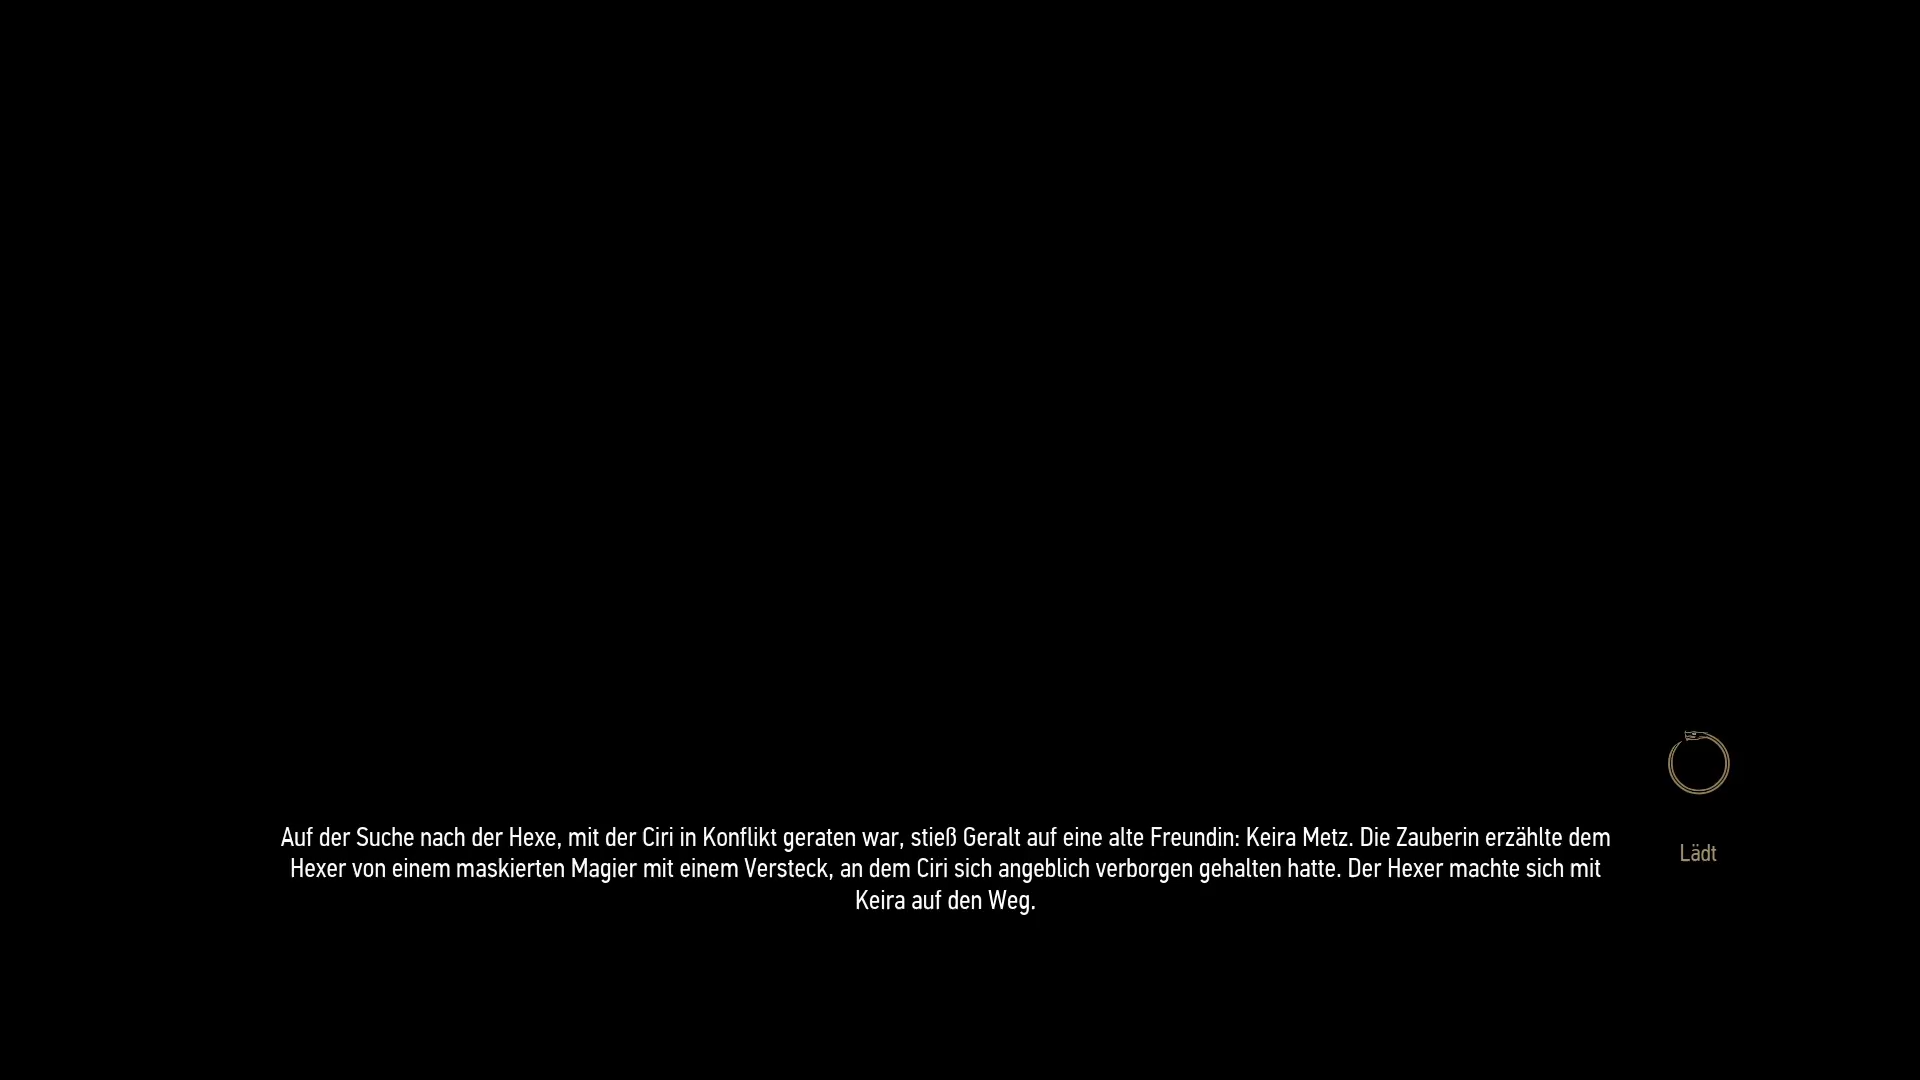 Auf der Suche nach der Hexe, mit der Ciri in Konflikt geraten war, stieß Geralt auf eine alte Freundin: Keira Metz. Die Zauberin erzählte dem
Hexer von einem maskierten Magier mit einem Versteck, an dem Ciri sich angeblich verborgen gehalten hatte. Der Hexer machte sich mit
Keira auf den Weg.
Lädt